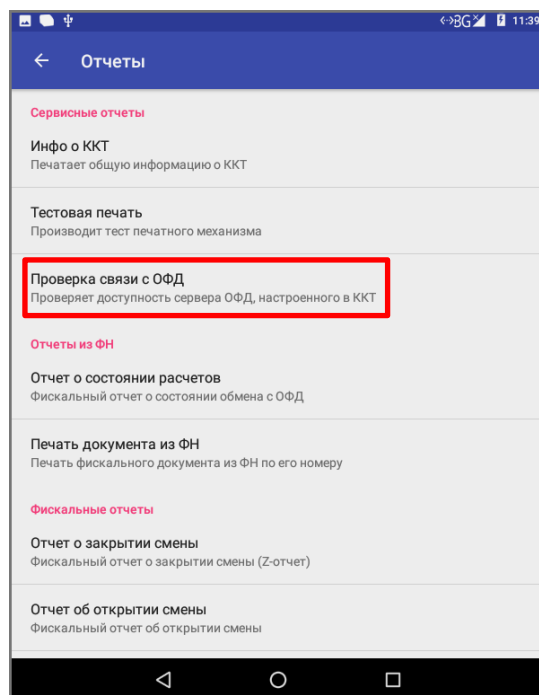 3G 11:39
Отчеты
Сервисные отчеты
Инфо о ККТ
Печатает общую информацию о ККТ
Тестовая печать
Производит тест печатного механизма
Проверка связи с ОФД
Проверяет доступность сервера ОФД, настроенного в ККТ
Отчеты из ФН
Отчет о состоянии расчетов
Фискальный отчет о состоянии обмена с ОФД
Печать документа из ФН
Печать фискального документа из ФН по его номеру
Фискальные отчеты
Отчет о закрытии смены
Фискальный отчет о закрытии смены (Z-отчет)
Отчет об открытии смены
Фискальный отчет об открытии смены